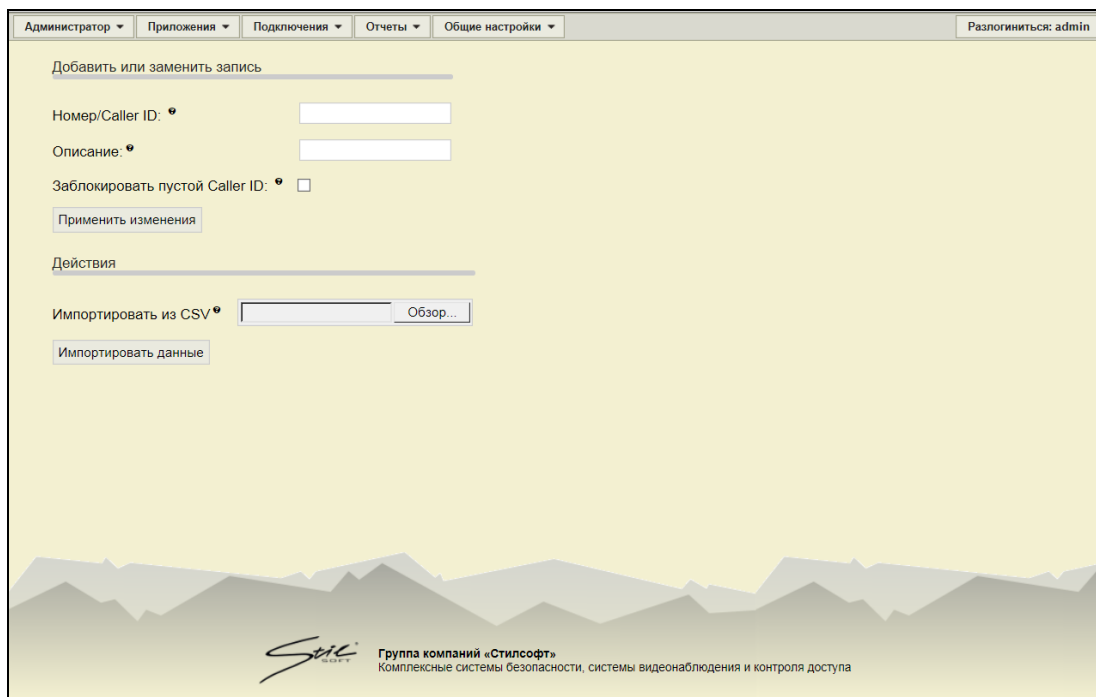 Администратор Приложения Подключения Отчеты Общие настройки Разлогиниться: admin
Добавить или заменить запись
Номер/Caller ID:
Описание:
Заблокировать пустой Caller ID:
Применить изменения
Действия
Импортировать из CSV Обзор...
Импортировать данные
Stil
SOFT
Группа компаний «Стилсофт»
Комплексные системы безопасности, системы видеонаблюдения и контроля доступа